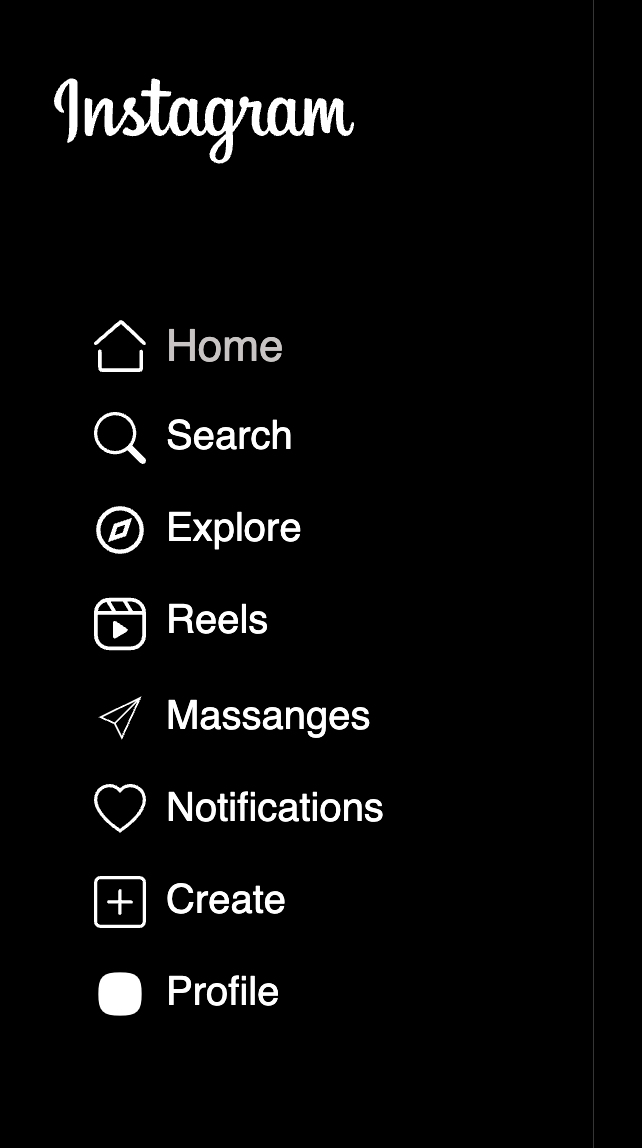 Instagram
Home
Search
Explore
Reels
Massanges
Notifications
Create
Profile